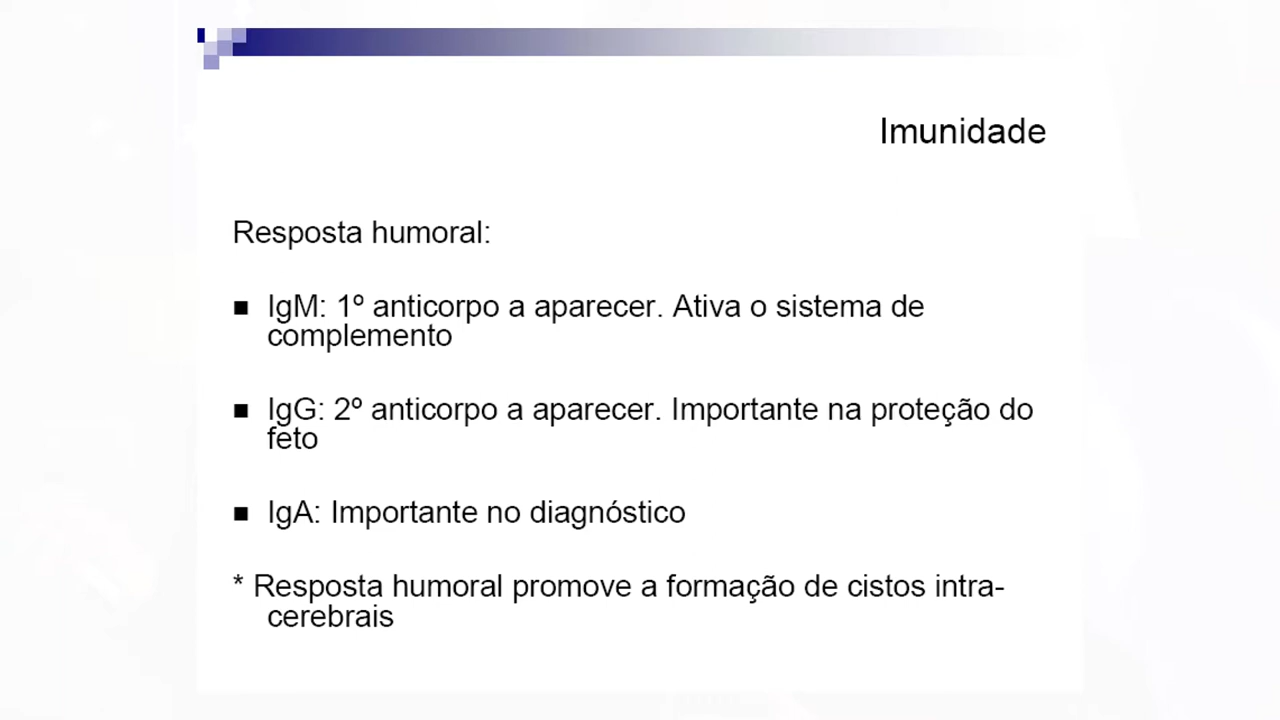 Imunidade
Resposta humoral:
■ IgM: 1º anticorpo a aparecer. Ativa o sistema de
complemento
■ IgG: 2º anticorpo a aparecer. Importante na proteção do
feto
■ IgA: Importante no diagnóstico
* Resposta humoral promove a formação de cistos intra-
cerebrais